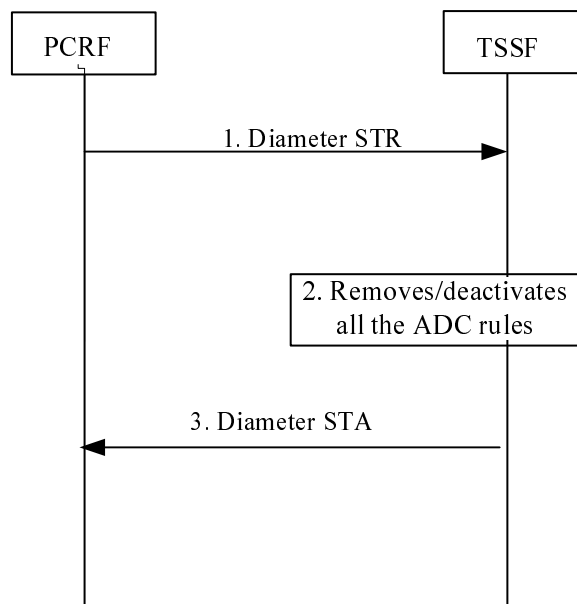 PCRF
TSSF
1. Diameter STR
2. Removes/deactivates
all the ADC rules
3. Diameter STA